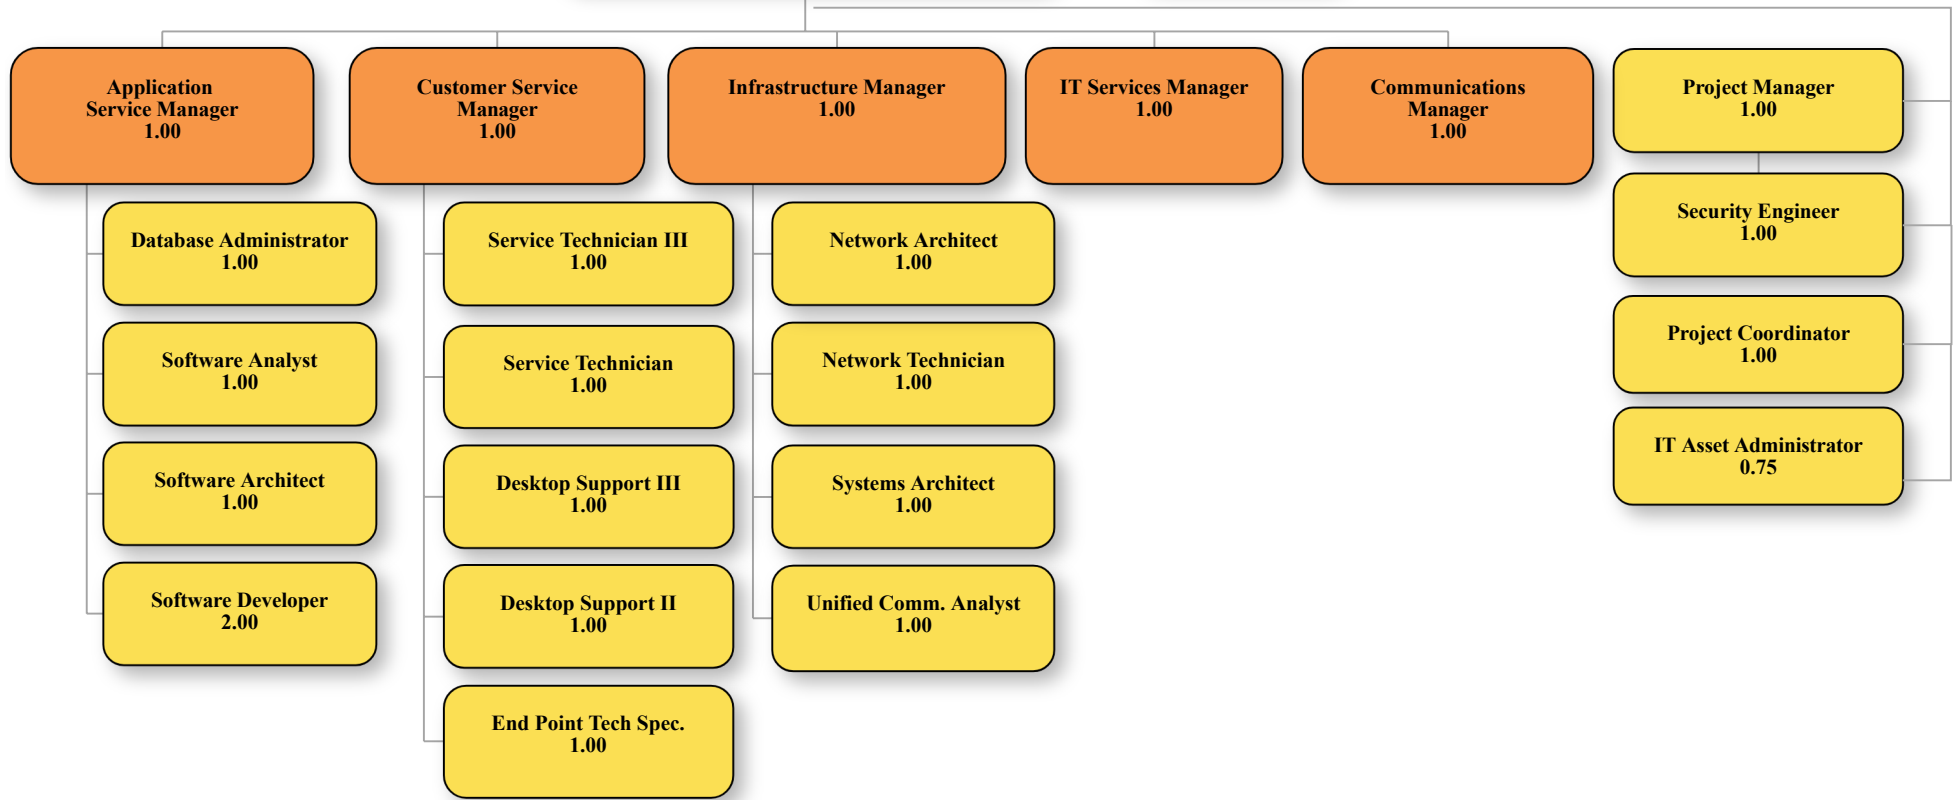 Application
Service Manager
1.00
Customer Service
Manager
1.00
Infrastructure Manager
1.00
IT Services Manager
1.00
Communications
Manager
1.00
Project Manager
1.00
Database Administrator
1.00
Software Analyst
1.00
Software Architect
1.00
Software Developer
2.00
Service Technician III
1.00
Service Technician
1.00
Desktop Support III
1.00
Desktop Support II
1.00
End Point Tech Spec.
1.00
Network Architect
1.00
Network Technician
1.00
Systems Architect
1.00
Unified Comm. Analyst
1.00
Security Engineer
1.00
Project Coordinator
1.00
IT Asset Administrator
0.75